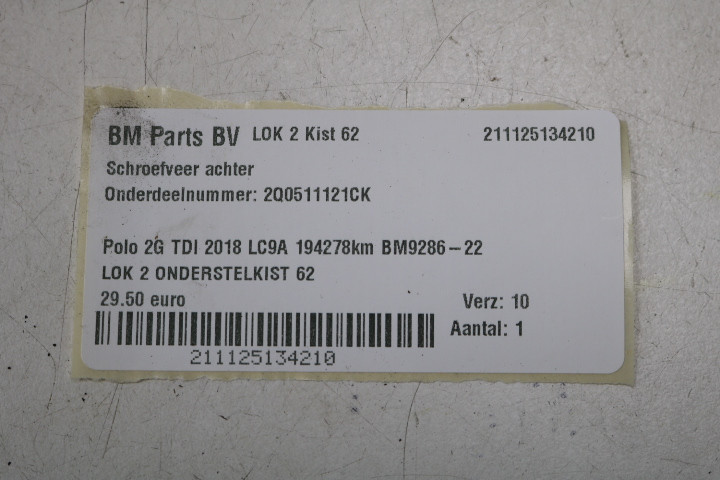 BM Parts BV LOK 2 Kist 62 211125134210
Schroefveer achter
Onderdeelnummer: 2Q0511121CK
Polo 2G TDI 2018 LC9A 194278km BM9286-22
LOK 2 ONDERSTELKIST 62
29.50 euro Verz: 10
Aantal: 1
211125134210